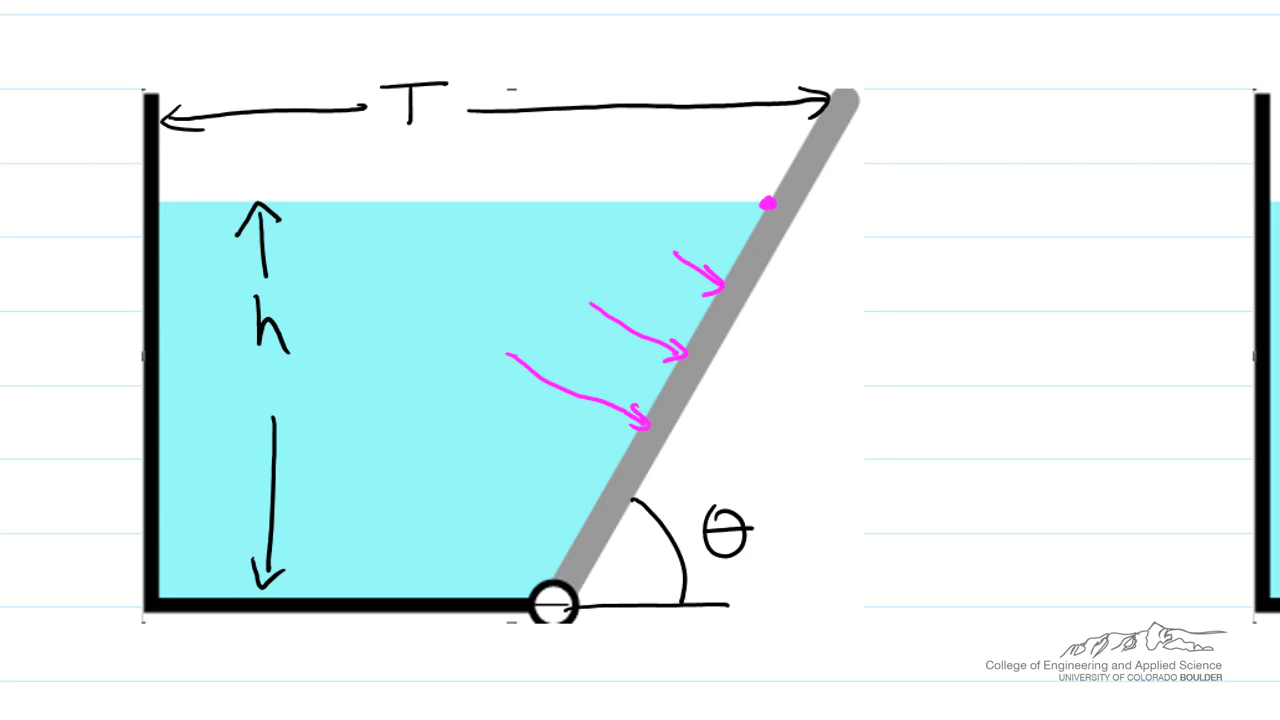 T
h
θ
College of Engineering and Applied Science
UNIVERSITY OF COLORADO BOULDER